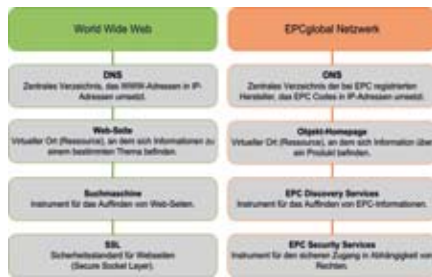 World Wide Web
DNS
Zentrales Verzeichnis, das WWW-Adressen in IP-
Adressen umsetzt.
Web-Seite
Virtueller Ort (Ressource), an dem sich Informationen zu
einem bestimmten Thema befinden.
Suchmaschine
Instrument für das Auffinden von Web-Seiten.
SSL
Sicherheitsstandard für Webseiten
(Secure Socket Layer).
EPCglobal Netzwerk
ONS
Zentrales Verzeichnis der bei EPC registrierten
Hersteller, das EPC Codes in IP-Adressen umsetzt.
Objekt-Homepage
Virtueller Ort (Ressource), an dem sich Information über
ein Produkt befinden.
EPC Discovery Services
Instrument für das Auffinden von EPC-Informationen.
EPC Security Services
Instrument für den sicheren Zugang in Abhängigkeit von
Rechten.